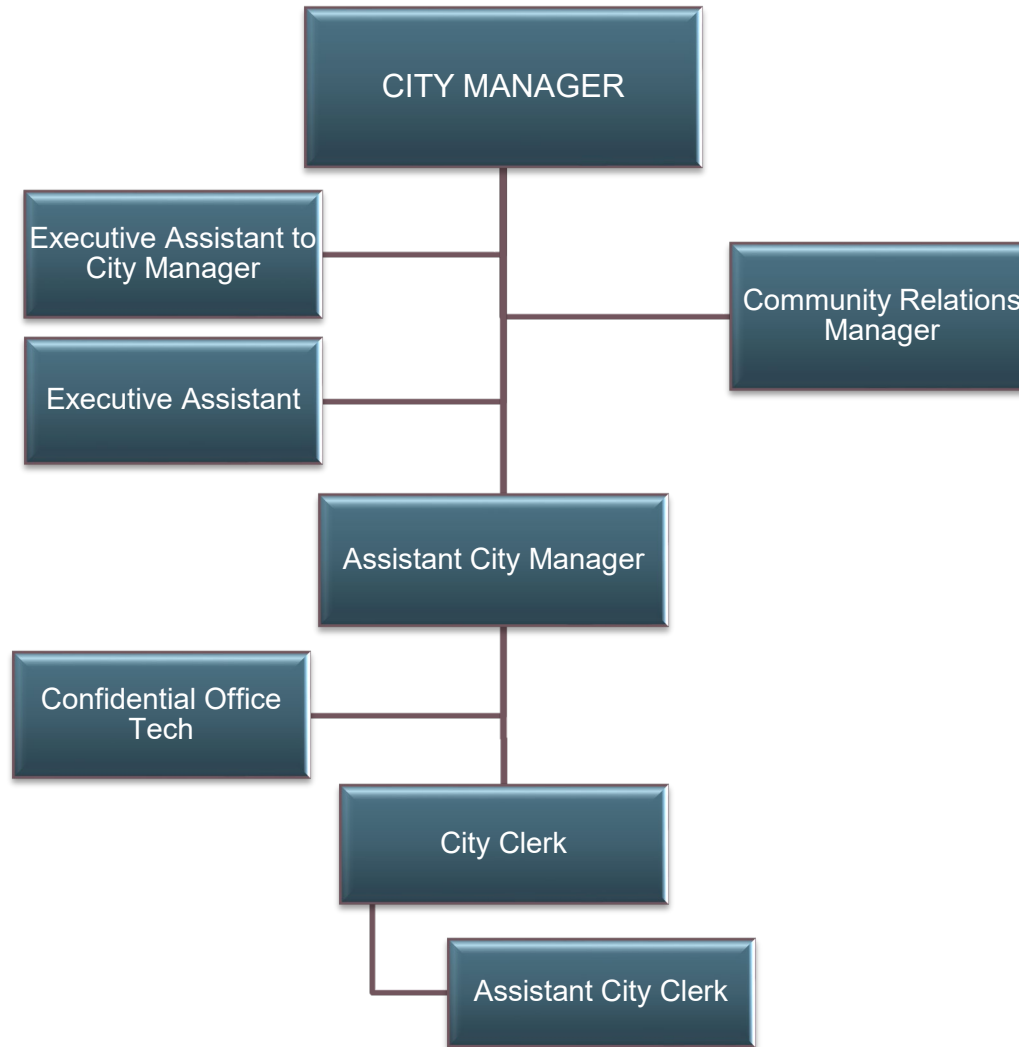 CITY MANAGER
Executive Assistant to
City Manager
Community Relations
Manager
Executive Assistant
Assistant City Manager
Confidential Office
Tech
City Clerk
Assistant City Clerk